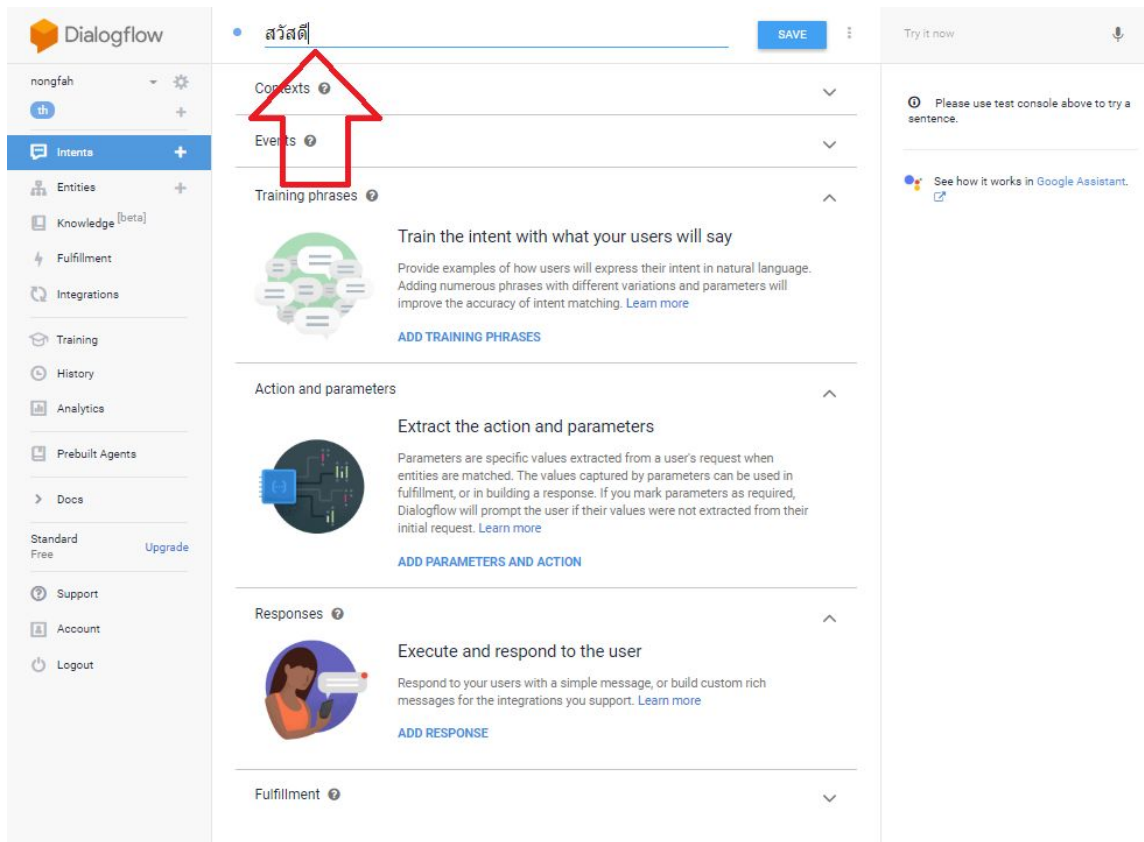 Dialogflow
สวัสดี
SAVE
Try it now
nongfah
th
Intents
Entities
Knowledge [beta]
Fulfillment
Integrations
Training
History
Analytics
Prebuilt Agents
Docs
Standard
Free
Upgrade
Support
Account
Logout
Contexts
Events
Training phrases
Train the intent with what your users will say
Provide examples of how users will express their intent in natural language.
Adding numerous phrases with different variations and parameters will
improve the accuracy of intent matching. Learn more
ADD TRAINING PHRASES
Action and parameters
Extract the action and parameters
Parameters are specific values extracted from a user's request when
entities are matched. The values captured by parameters can be used in
fulfillment, or in building a response. If you mark parameters as required,
Dialogflow will prompt the user if their values were not extracted from their
initial request. Learn more
ADD PARAMETERS AND ACTION
Responses
Execute and respond to the user
Respond to your users with a simple message, or build custom rich
messages for the integrations you support. Learn more
ADD RESPONSE
Fulfillment
Please use test console above to try a
sentence.
See how it works in Google Assistant.